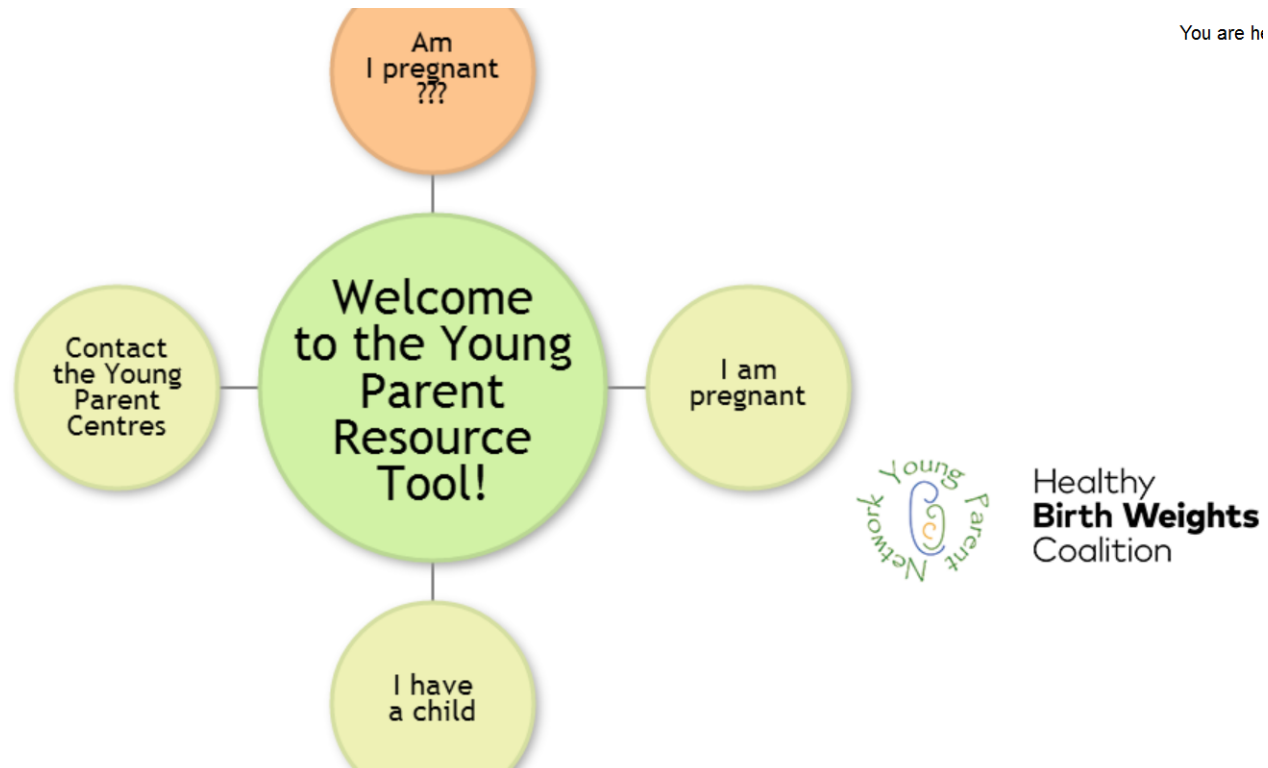 Am
I pregnant
???
You are he
Welcome
to the Young
Parent
Resource
Tool!
Contact
the Young
Parent
Centres
I am
pregnant
Young Parent Network
Healthy
Birth Weights
Coalition
I have
a child